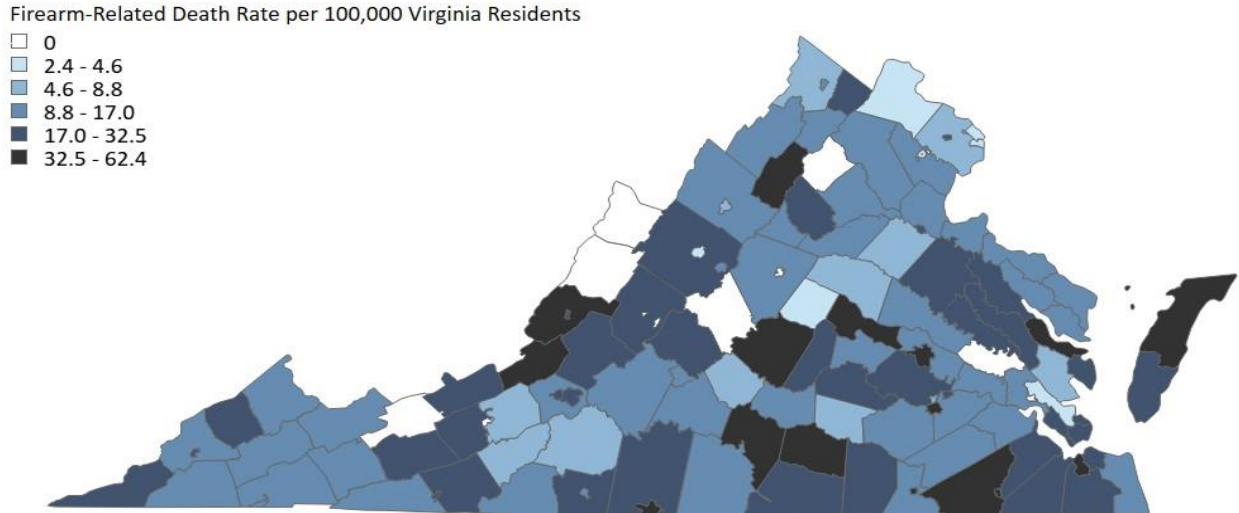 Firearm-Related Death Rate per 100,000 Virginia Residents
0
2.4 - 4.6
4.6 - 8.8
8.8 - 17.0
17.0 - 32.5
32.5 - 62.4